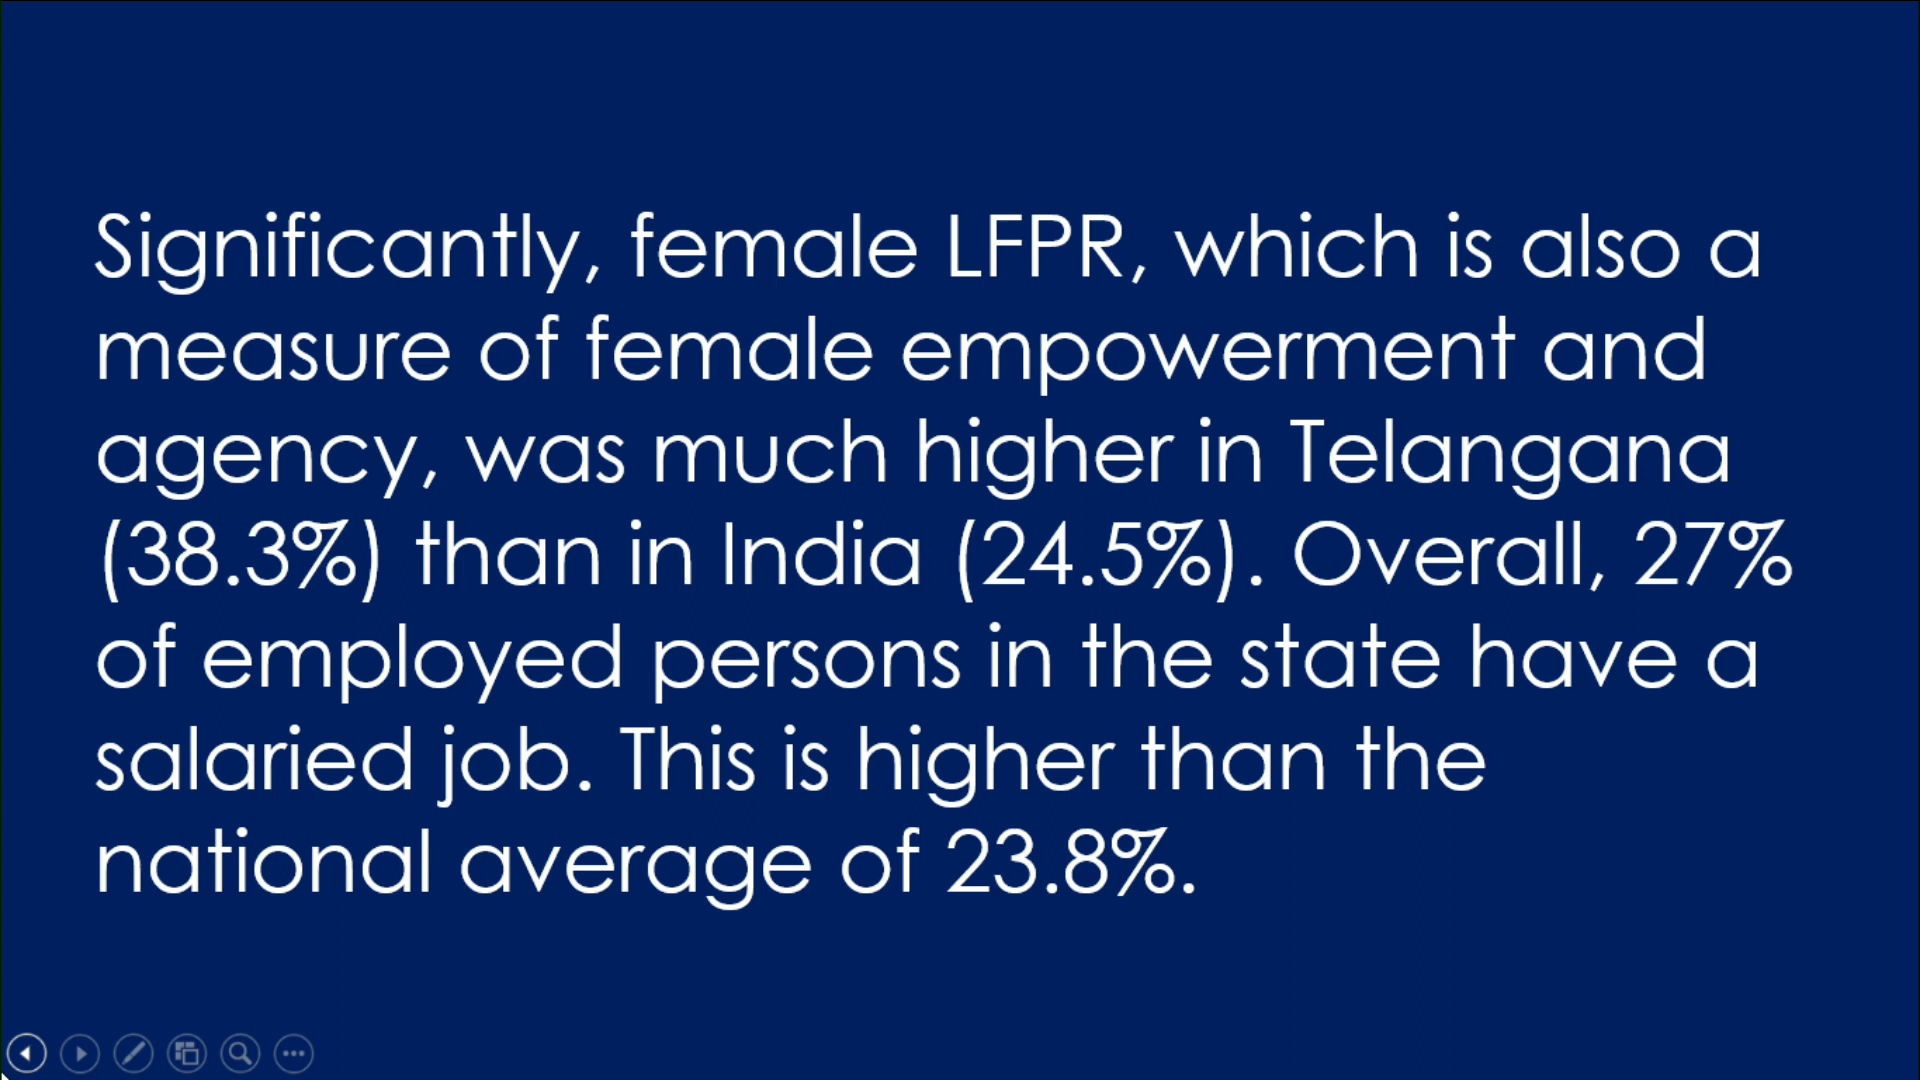 Significantly, female LFPR, which is also a
measure of female empowerment and
agency, was much higher in Telangana
(38.3%) than in India (24.5%). Overall, 27%
of employed persons in the state have a
salaried job. This is higher than the
national average of 23.8%.